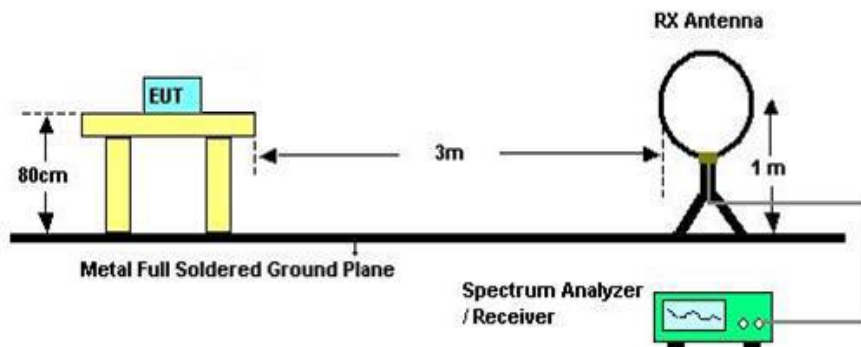 RX Antenna
EUT
80cm
3m
1 m
Metal Full Soldered Ground Plane
Spectrum Analyzer
/ Receiver